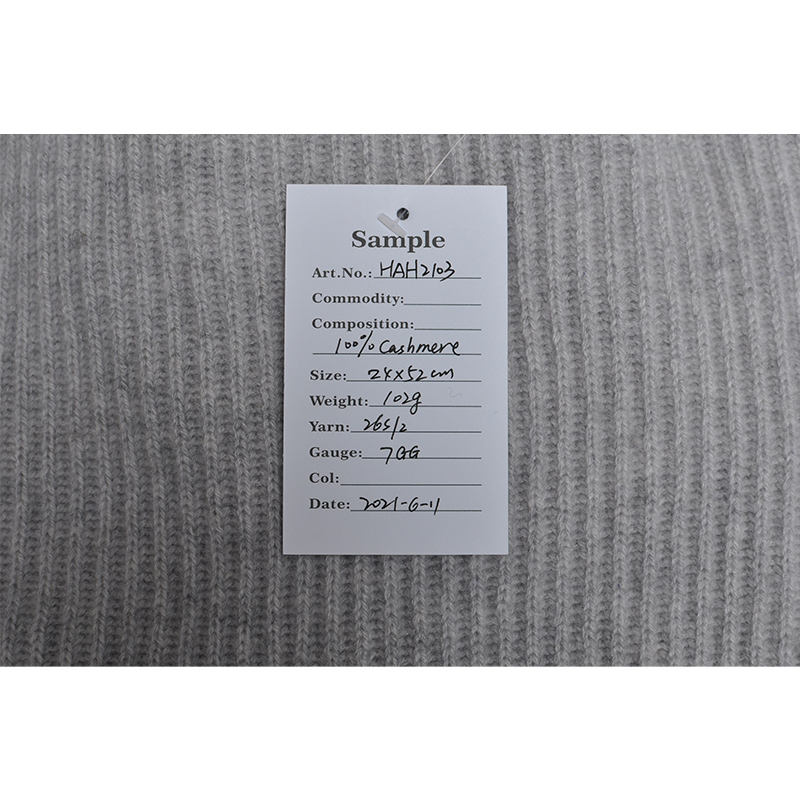 Sample
Art.No.: HAH2103
Commodity:
Composition:
100% Cashmere
Size: 24x52cm
Weight: 102g
Yarn: 26s/2
Gauge: 7GG
Col:
Date: 2021-6-11